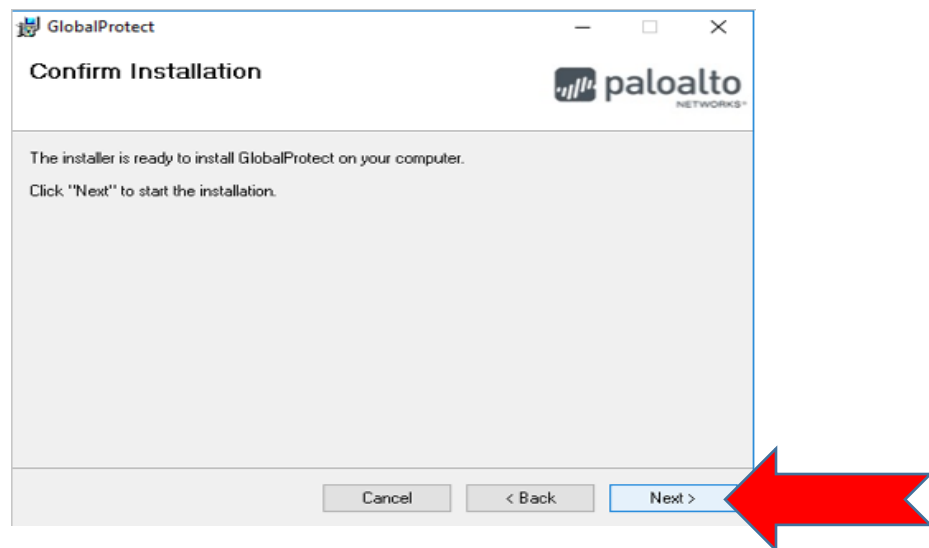 GlobalProtect
Confirm Installation
paloalto
NETWORKS®
The installer is ready to install GlobalProtect on your computer.
Click "Next" to start the installation.
Cancel
< Back
Next >